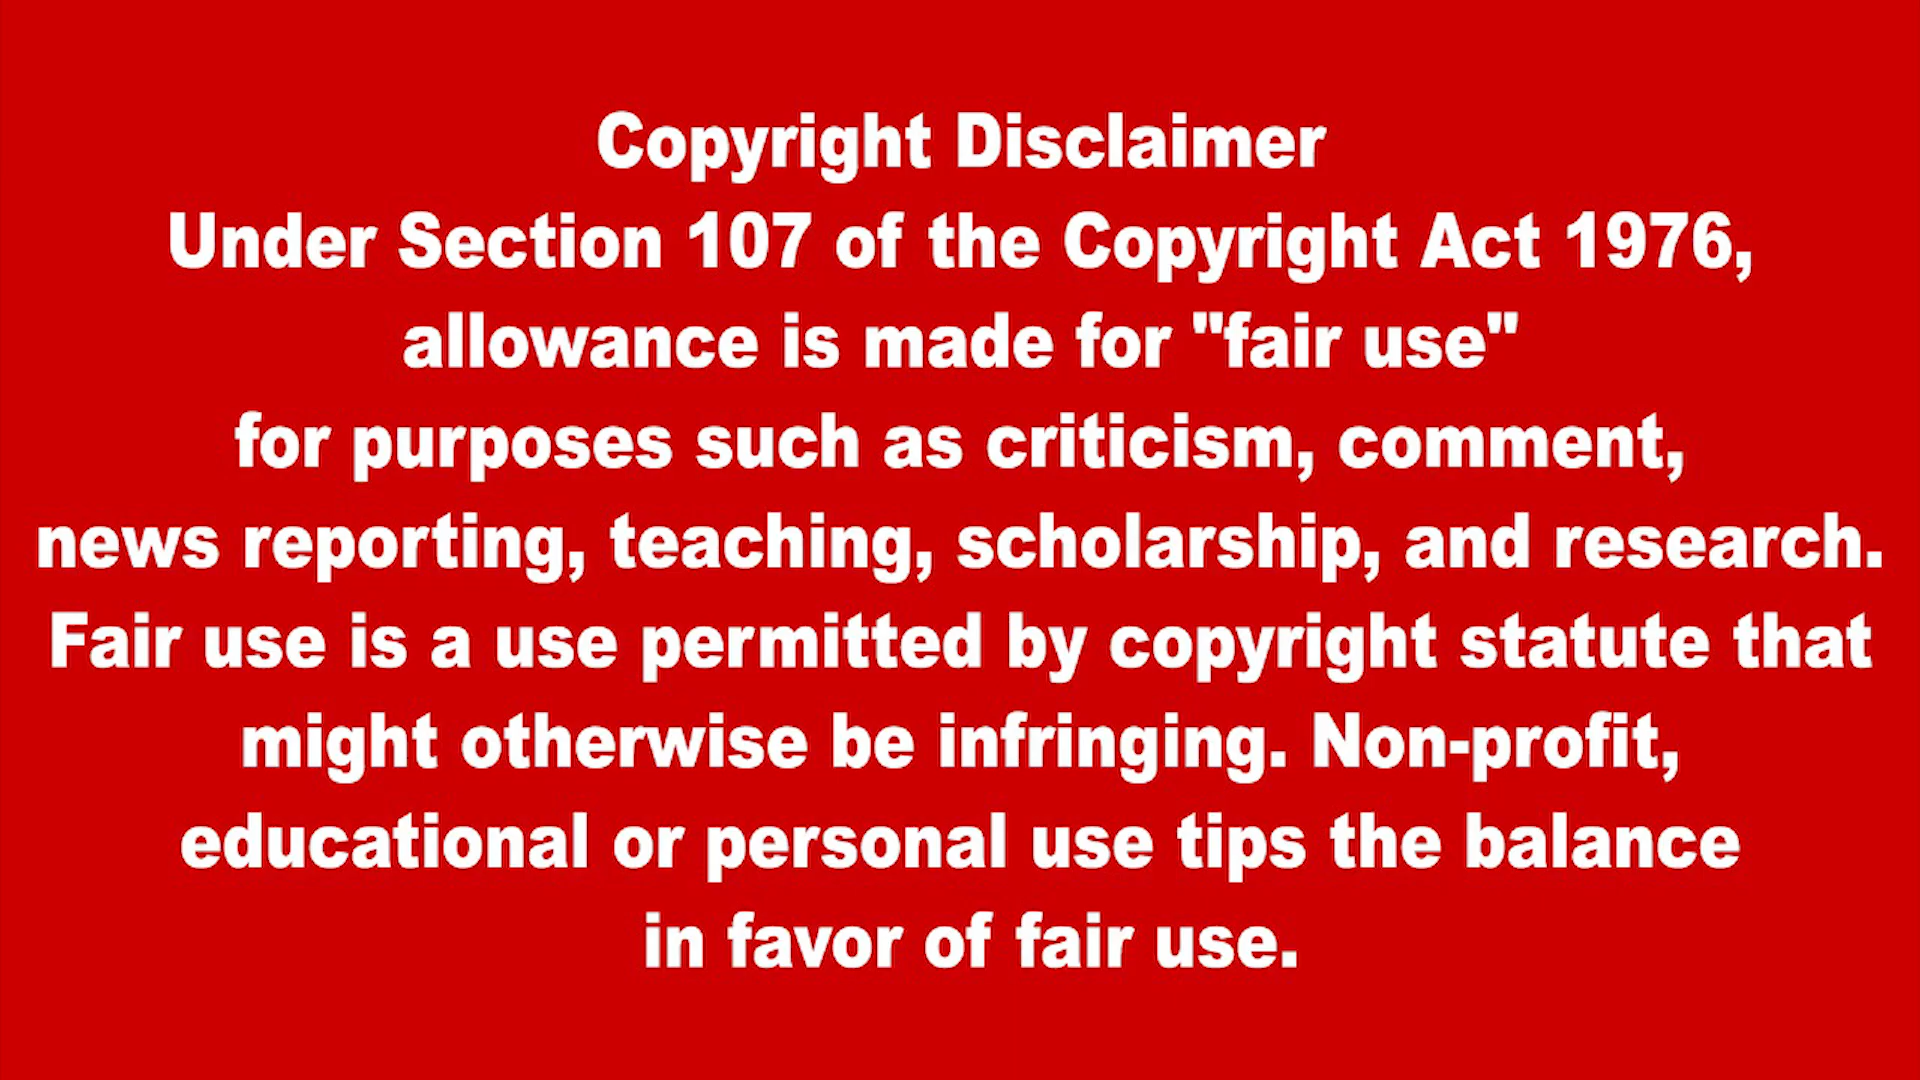 Copyright Disclaimer
Under Section 107 of the Copyright Act 1976,
allowance is made for "fair use"
for purposes such as criticism, comment,
news reporting, teaching, scholarship, and research.
Fair use is a use permitted by copyright statute that
might otherwise be infringing. Non-profit,
educational or personal use tips the balance
in favor of fair use.